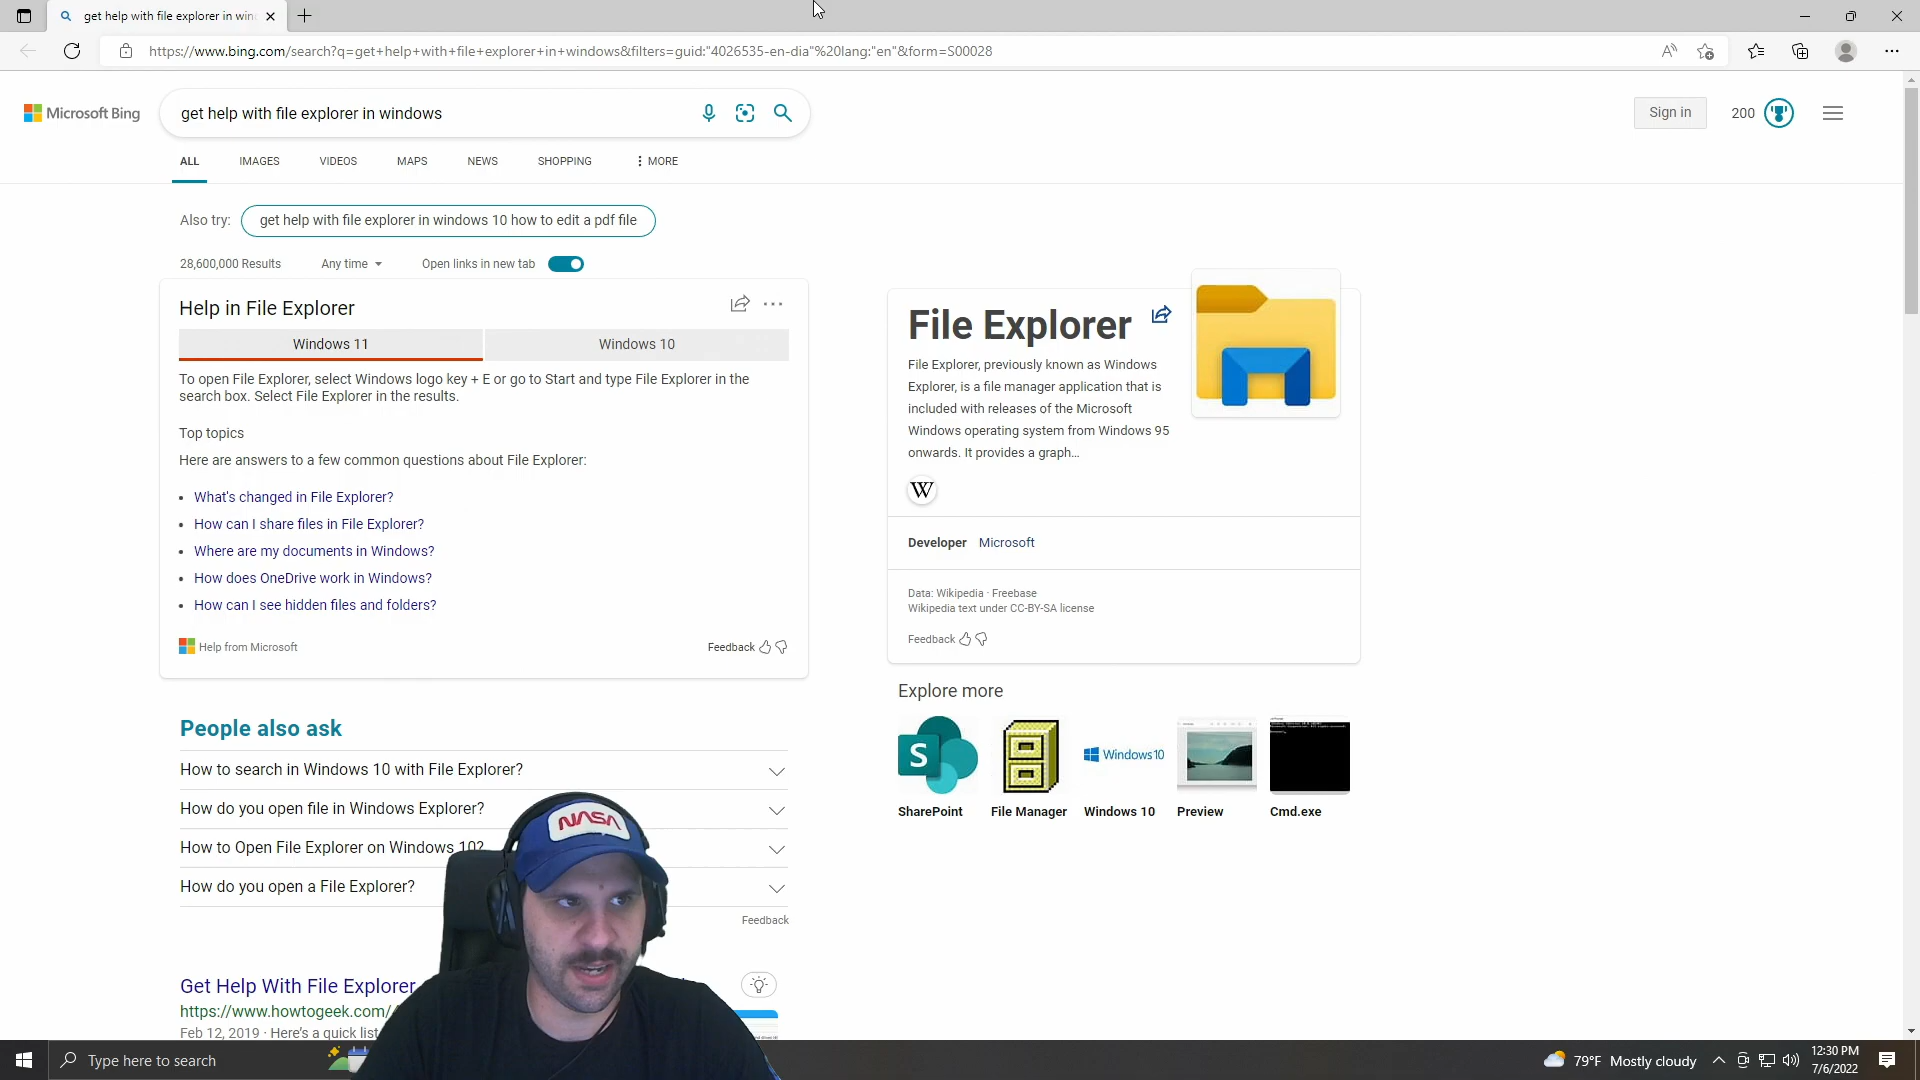 get help with file explorer in win
https://www.bing.com/search?q=get+help+with+file+explorer+in+windows&filters=guid:"4026535-en-dia"%20lang:"en"&form=S00028
Microsoft Bing
get help with file explorer in windows
Sign in
200
ALL IMAGES VIDEOS MAPS NEWS SHOPPING MORE
Also try: get help with file explorer in windows 10 how to edit a pdf file
28,600,000 Results Any time Open links in new tab
Help in File Explorer
Windows 11 Windows 10
To open File Explorer, select Windows logo key + E or go to Start and type File Explorer in the
search box. Select File Explorer in the results.
Top topics
Here are answers to a few common questions about File Explorer:
What's changed in File Explorer?
How can I share files in File Explorer?
Where are my documents in Windows?
How does OneDrive work in Windows?
How can I see hidden files and folders?
Help from Microsoft
Feedback
File Explorer
File Explorer, previously known as Windows
Explorer, is a file manager application that is
included with releases of the Microsoft
Windows operating system from Windows 95
onwards. It provides a graph...
W
Developer Microsoft
Data: Wikipedia · Freebase
Wikipedia text under CC-BY-SA license
Feedback
Explore more
S
Windows10
SharePoint File Manager Windows 10 Preview Cmd.exe
People also ask
How to search in Windows 10 with File Explorer?
How do you open file in Windows Explorer?
How to Open File Explorer on Windows 10?
How do you open a File Explorer?
Feedback
NASA
Get Help With File Explorer
https://www.howtogeek.com/
Feb 12, 2019 · Here's a quick list
Type here to search
79°F Mostly cloudy
12:30 PM
7/6/2022